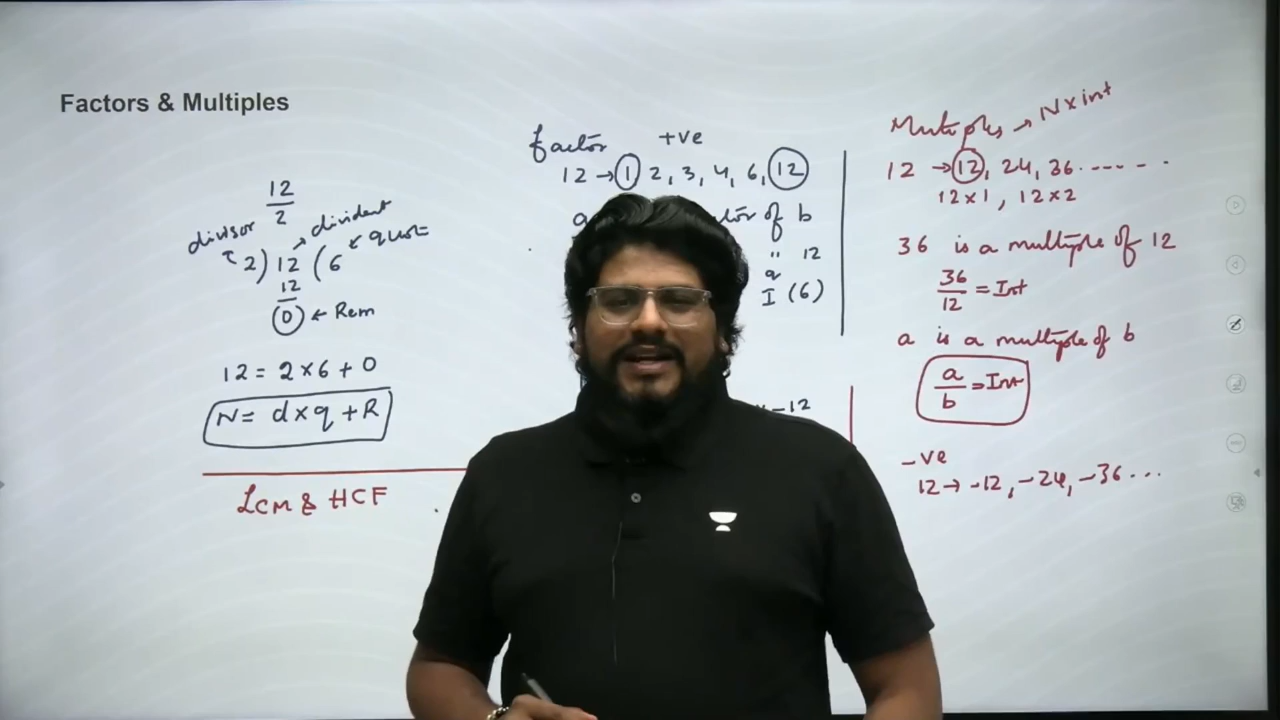 Factors & Multiples
12
2
divisor
divident
quot
2) 12 (6
12
0 ← Rem
12 = 2 x 6 + 0
N = d x q + R
LCM & HCF
factor +ve
12 → 1 2, 3, 4, 6, 12
a
of b
" 12
I (6)
-12
Multiples → N x int
12 → 12, 24, 36 ------
12 x 1, 12 x 2
36 is a multiple of 12
36
12
= Int
a is a multiple of b
a
b
= Int
-ve
12 → -12, -24, -36 ...